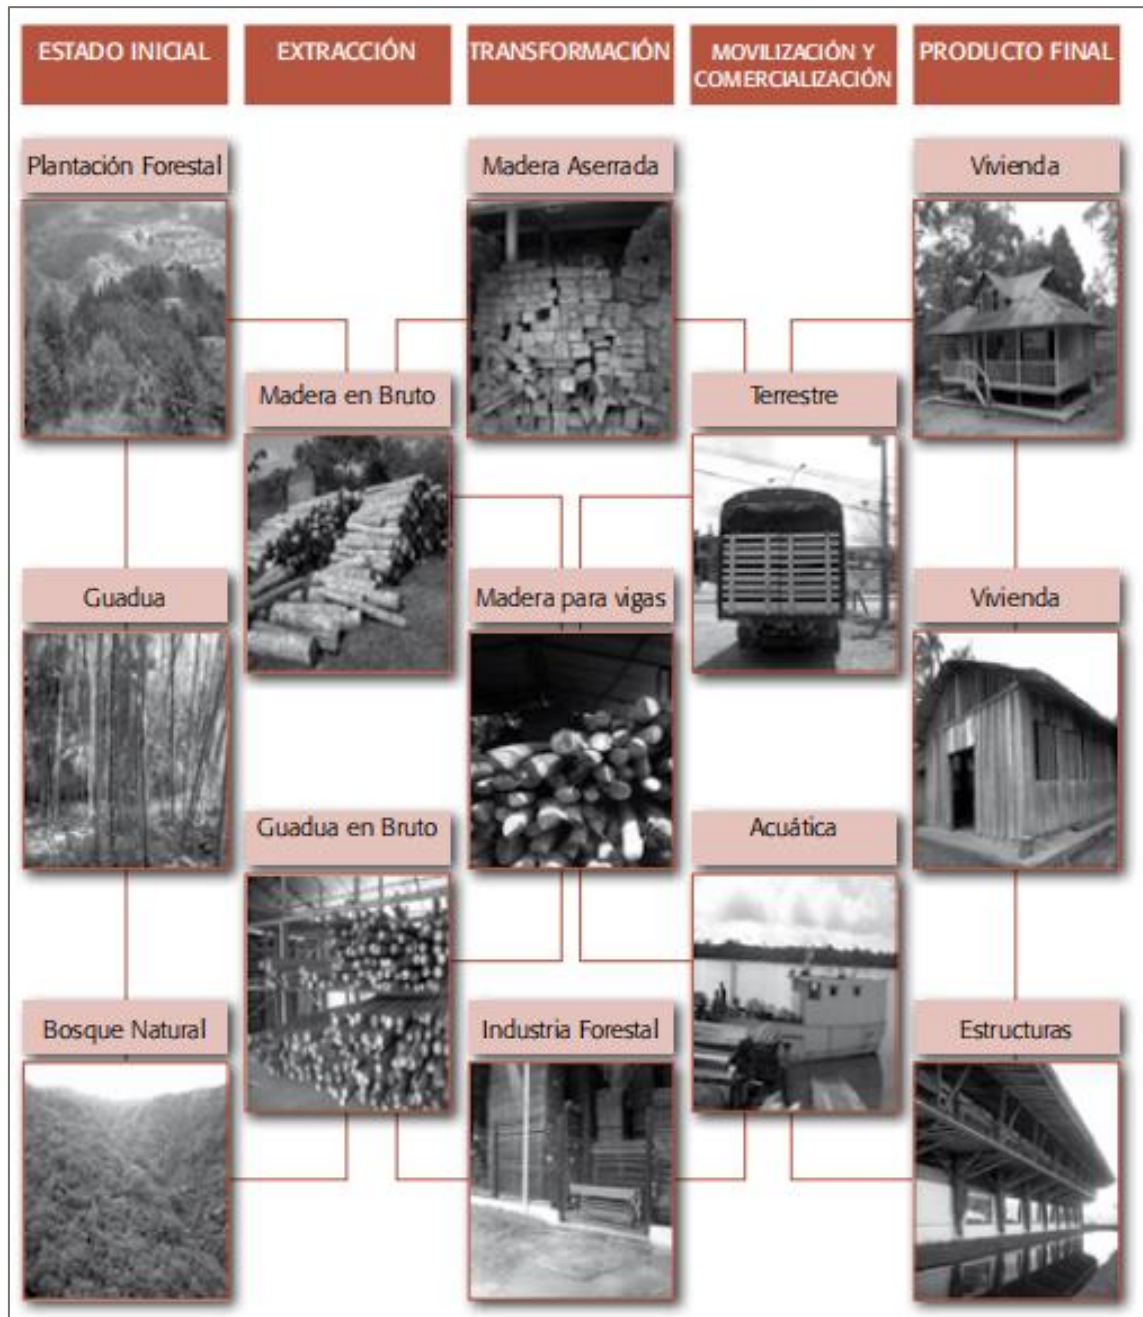 ESTADO INICIAL
EXTRACCIÓN
TRANSFORMACIÓN
MOVILIZACIÓN Y
COMERCIALIZACIÓN
PRODUCTO FINAL
Plantación Forestal
Madera Aserrada
Vivienda
Madera en Bruto
Terrestre
Guadua
Madera para vigas
Vivienda
Guadua en Bruto
Acuática
Bosque Natural
Industria Forestal
Estructuras